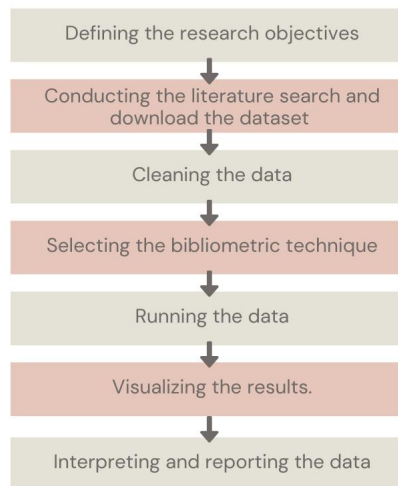 Defining the research objectives
Conducting the literature search and
download the dataset
Cleaning the data
Selecting the bibliometric technique
Running the data
Visualizing the results.
Interpreting and reporting the data